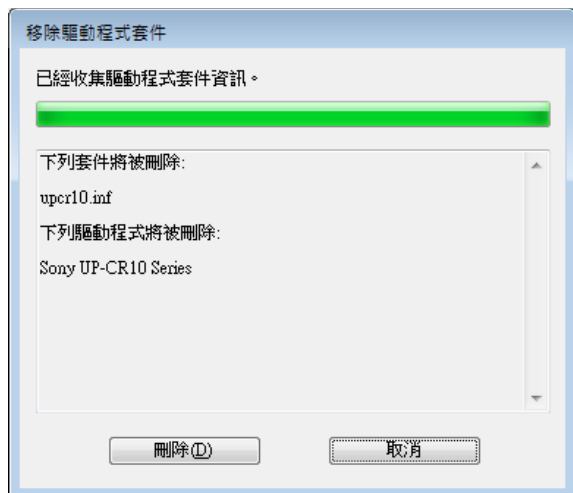 移除驅動程式套件
已經收集驅動程式套件資訊。
下列套件將被刪除:
upcr10.inf
下列驅動程式將被刪除:
Sony UP-CR10 Series
刪除(D)
取消